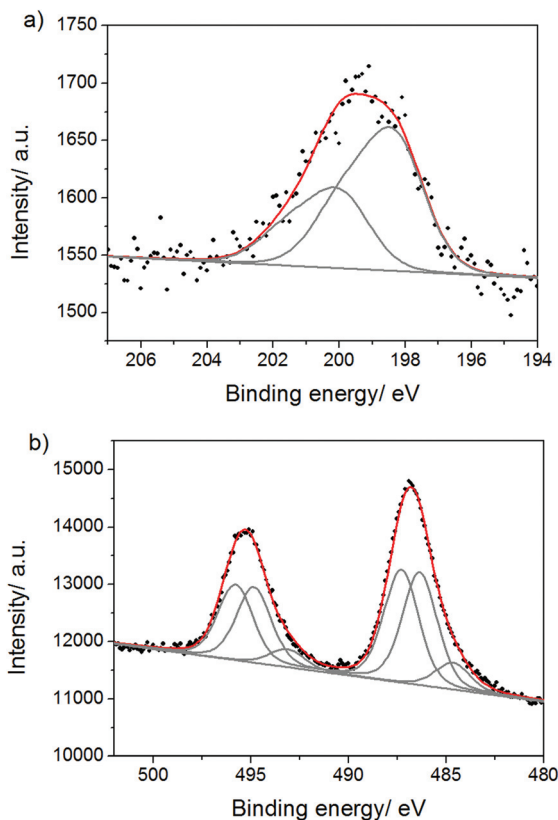 a)
1750
1700
1650
1600
1550
1500
Intensity/ a.u.
206 204 202 200 198 196 194
Binding energy/ eV
b)
15000
14000
13000
12000
11000
10000
Intensity/ a.u.
500 495 490 485 480
Binding energy/ eV